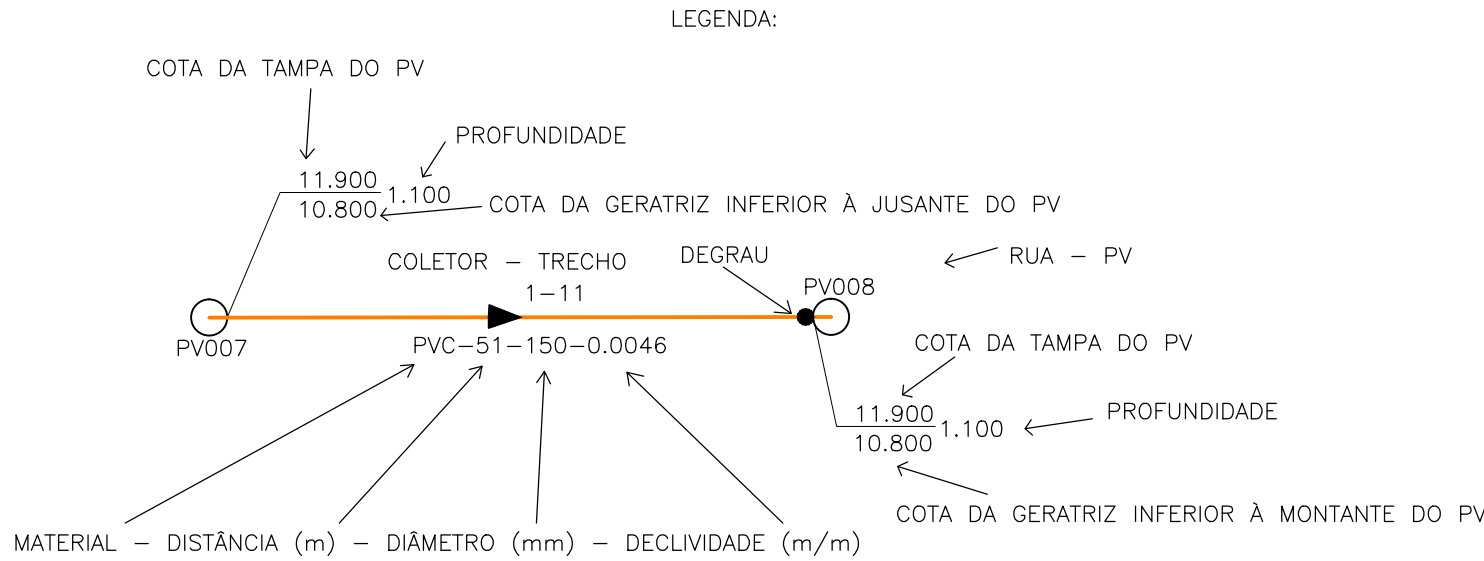 LEGENDA:
COTA DA TAMPA DO PV
PROFUNDIDADE
11.900
1.100
10.800
COTA DA GERATRIZ INFERIOR À JUSANTE DO PV
COLETOR – TRECHO
DEGRAU
RUA – PV
1–11
PV008
PV007
PVC–51–150–0.0046
COTA DA TAMPA DO PV
11.900
1.100
10.800
PROFUNDIDADE
COTA DA GERATRIZ INFERIOR À MONTANTE DO PV
MATERIAL – DISTÂNCIA (m) – DIÂMETRO (mm) – DECLIVIDADE (m/m)